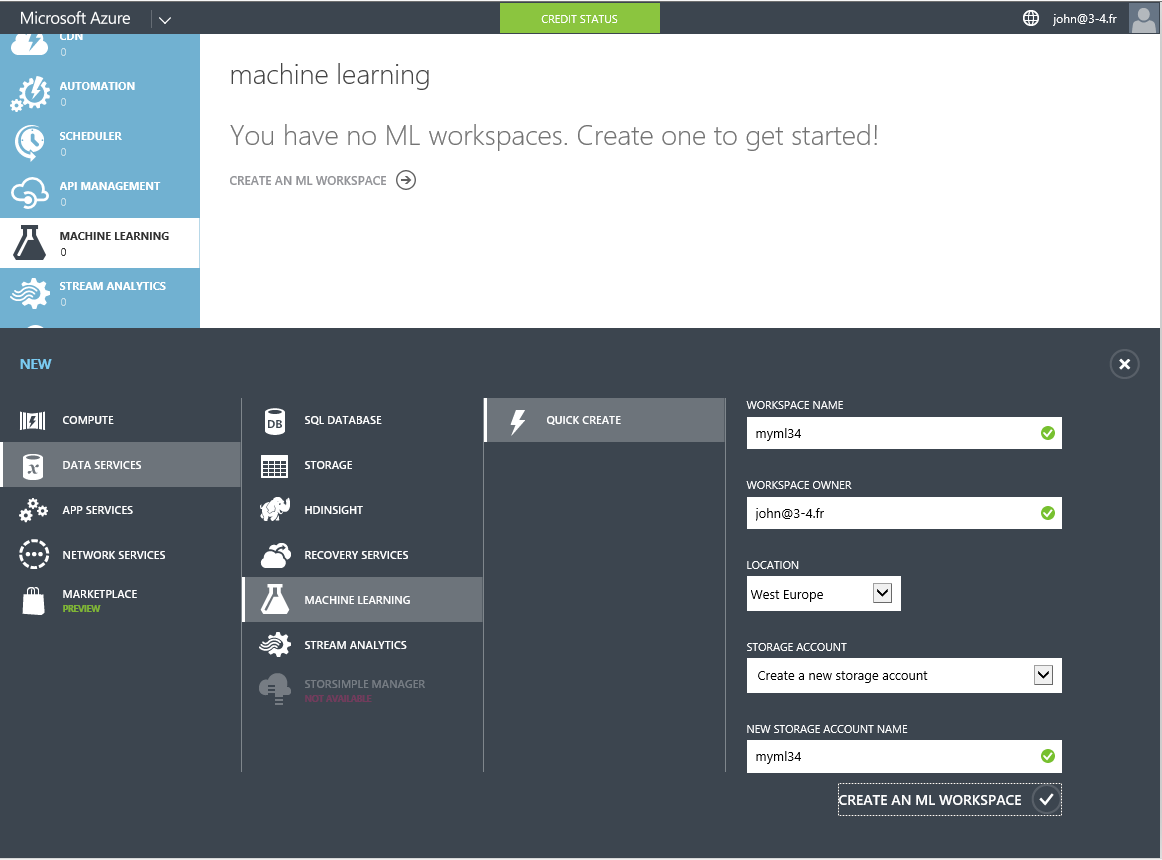 Microsoft Azure
CREDIT STATUS
john@3-4.fr
CDN
0
AUTOMATION
0
SCHEDULER
0
API MANAGEMENT
0
MACHINE LEARNING
0
STREAM ANALYTICS
0
machine learning
You have no ML workspaces. Create one to get started!
CREATE AN ML WORKSPACE
NEW
COMPUTE
DATA SERVICES
APP SERVICES
NETWORK SERVICES
MARKETPLACE
PREVIEW
DB
SQL DATABASE
STORAGE
HDINSIGHT
RECOVERY SERVICES
MACHINE LEARNING
STREAM ANALYTICS
STORSIMPLE MANAGER
NOT AVAILABLE
QUICK CREATE
WORKSPACE NAME
myml34
WORKSPACE OWNER
john@3-4.fr
LOCATION
West Europe
STORAGE ACCOUNT
Create a new storage account
NEW STORAGE ACCOUNT NAME
myml34
CREATE AN ML WORKSPACE